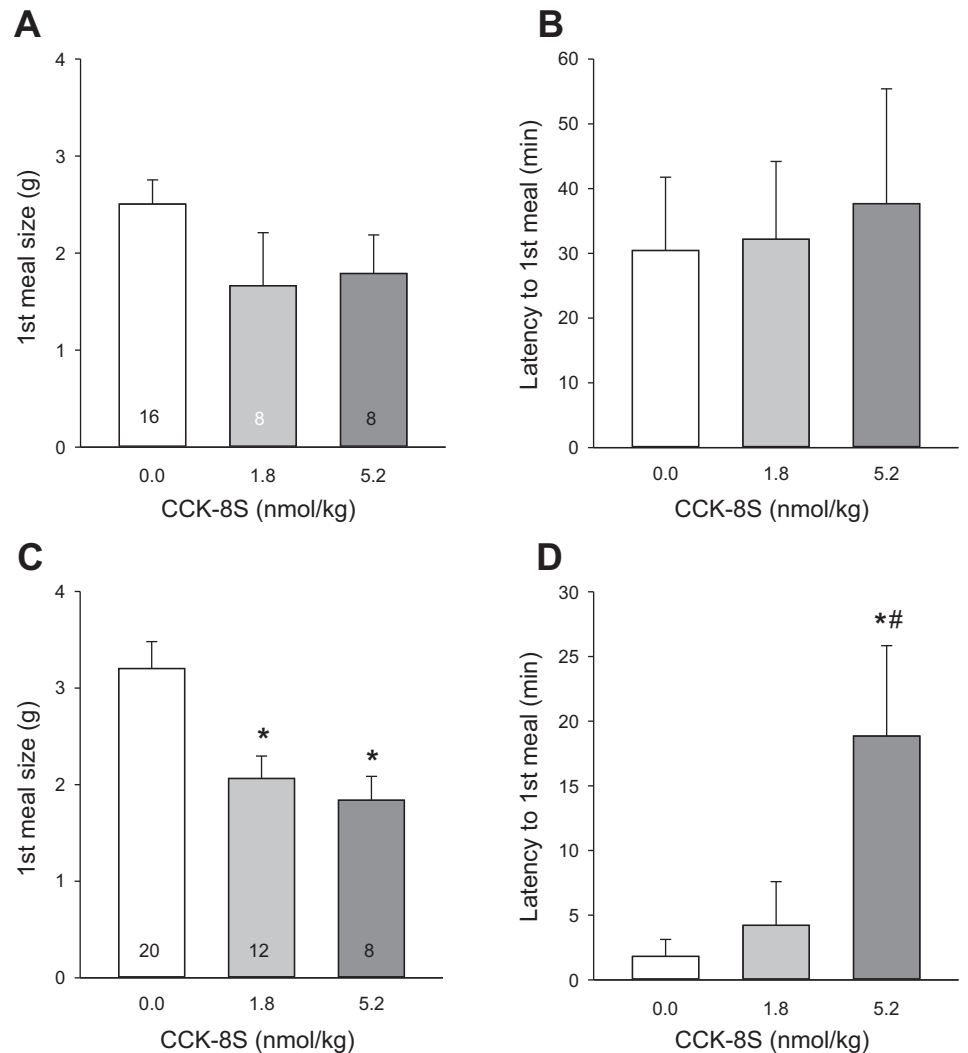 A
1st meal size (g)
4
3
2
1
0
16
8
8
0.0 1.8 5.2
CCK-8S (nmol/kg)
B
Latency to 1st meal (min)
60
50
40
30
20
10
0
0.0 1.8 5.2
CCK-8S (nmol/kg)
C
1st meal size (g)
4
3
2
1
0
*
*
20
12
8
0.0 1.8 5.2
CCK-8S (nmol/kg)
D
Latency to 1st meal (min)
30
25
20
15
10
5
0
*#
0.0 1.8 5.2
CCK-8S (nmol/kg)